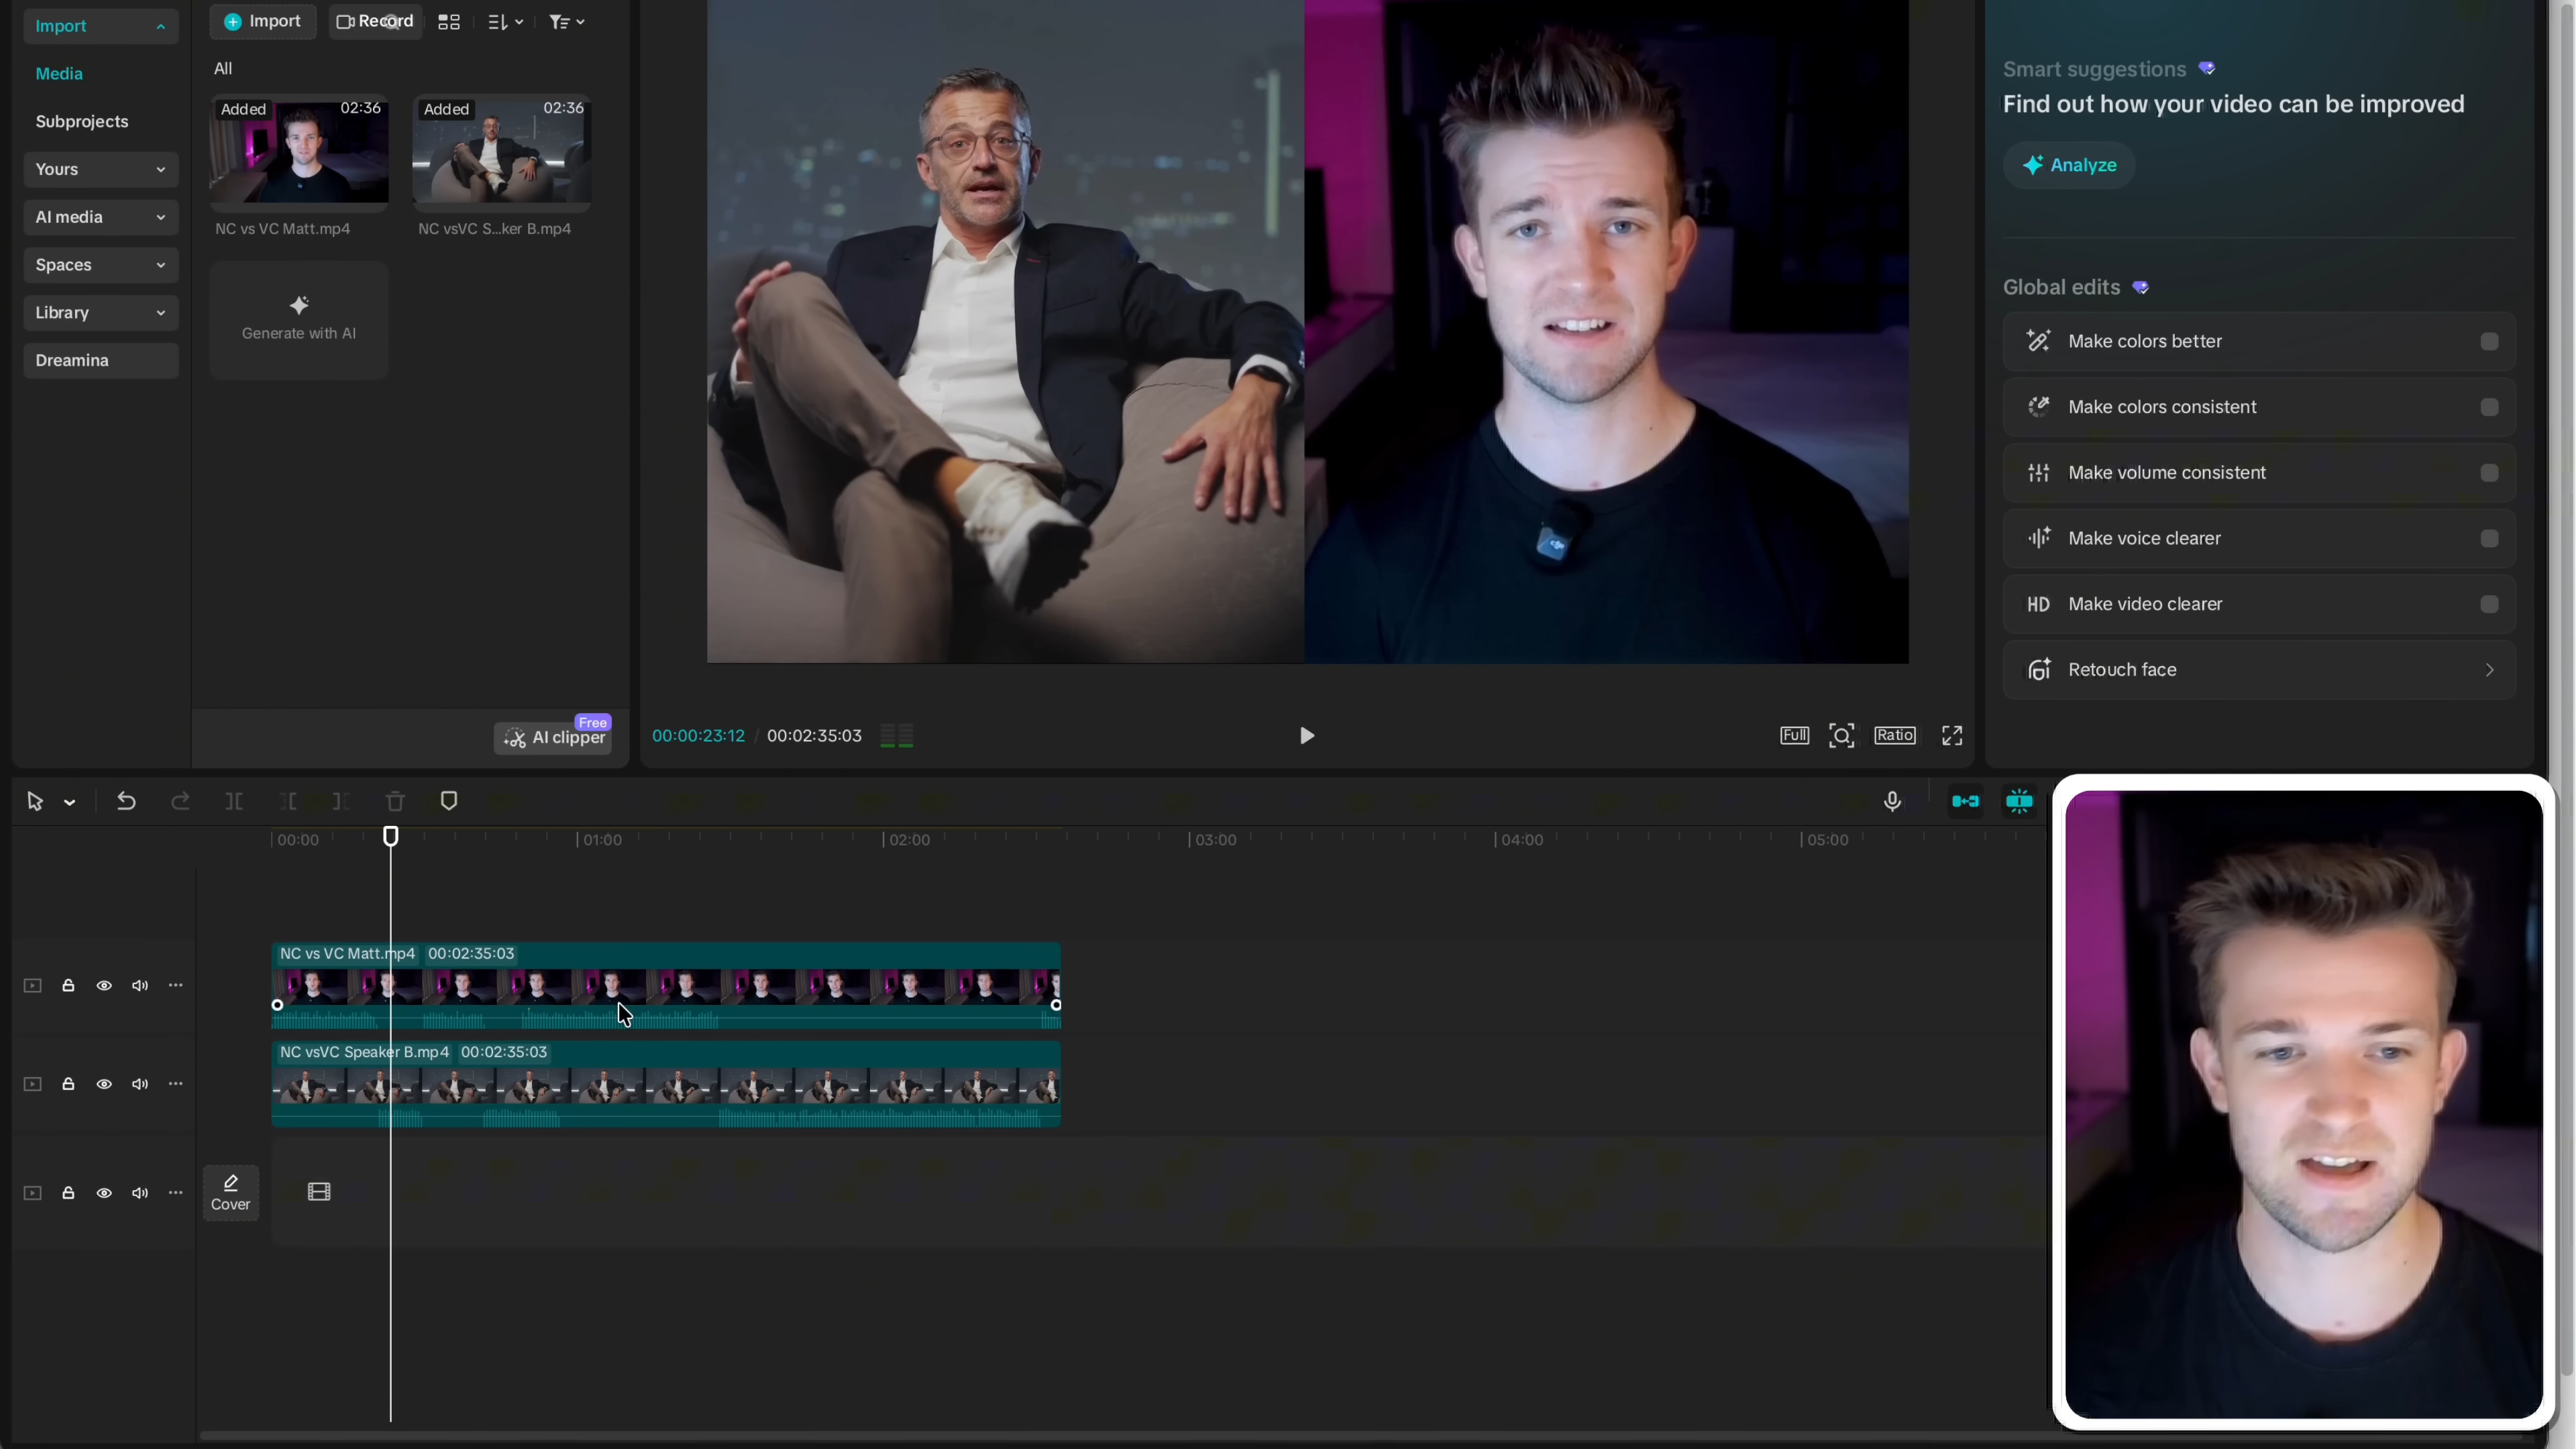 Import
Media
Subprojects
Yours
AI media
Spaces
Library
Dreamina
Import
Record
All
Added 02:36
NC vs VC Matt.mp4
Added 02:36
NC vsVC S...ker B.mp4
Generate with AI
Free
AI clipper
00:00:23:12 / 00:02:35:03
Full
Ratio
Smart suggestions
Find out how your video can be improved
Analyze
Global edits
Make colors better
Make colors consistent
Make volume consistent
Make voice clearer
HD Make video clearer
Retouch face
00:00 01:00 02:00 03:00 04:00 05:00
NC vs VC Matt.mp4 00:02:35:03
NC vsVC Speaker B.mp4 00:02:35:03
Cover